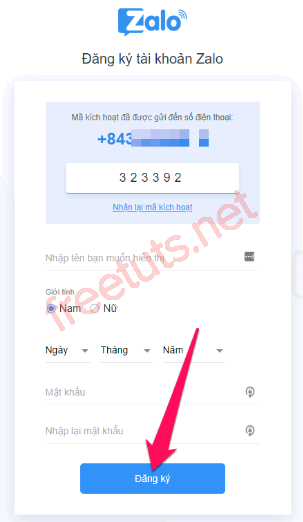 Zalo
Đăng ký tài khoản Zalo
Mã kích hoạt đã được gửi đến số điện thoại:
+843
323392
Nhận lại mã kích hoạt
Nhập tên bạn muốn hiển thị.
Giới tính
Nam Nữ
Ngày Tháng Năm
Mật khẩu
Nhập lại mật khẩu
Đăng ký
freetuts.net